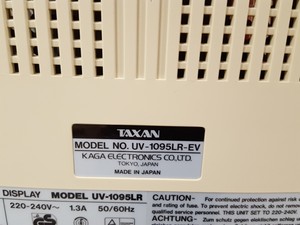 TAXAN
MODEL NO. UV-1095LR-EV
KAGA ELECTRONICS CO.,LTD.
TOKYO, JAPAN
MADE IN JAPAN
DISPLAY MODEL UV-1095LR
220-240V~ 1.3A 50/60Hz
CAUTION- For continued protection against risk
and rating of fuse. To prevent electric shock, do not remove
qualified service personnel. THIS UNIT SET TO 220-240V
ACHTUNG- Zum schutz gegen elektrischen schlag